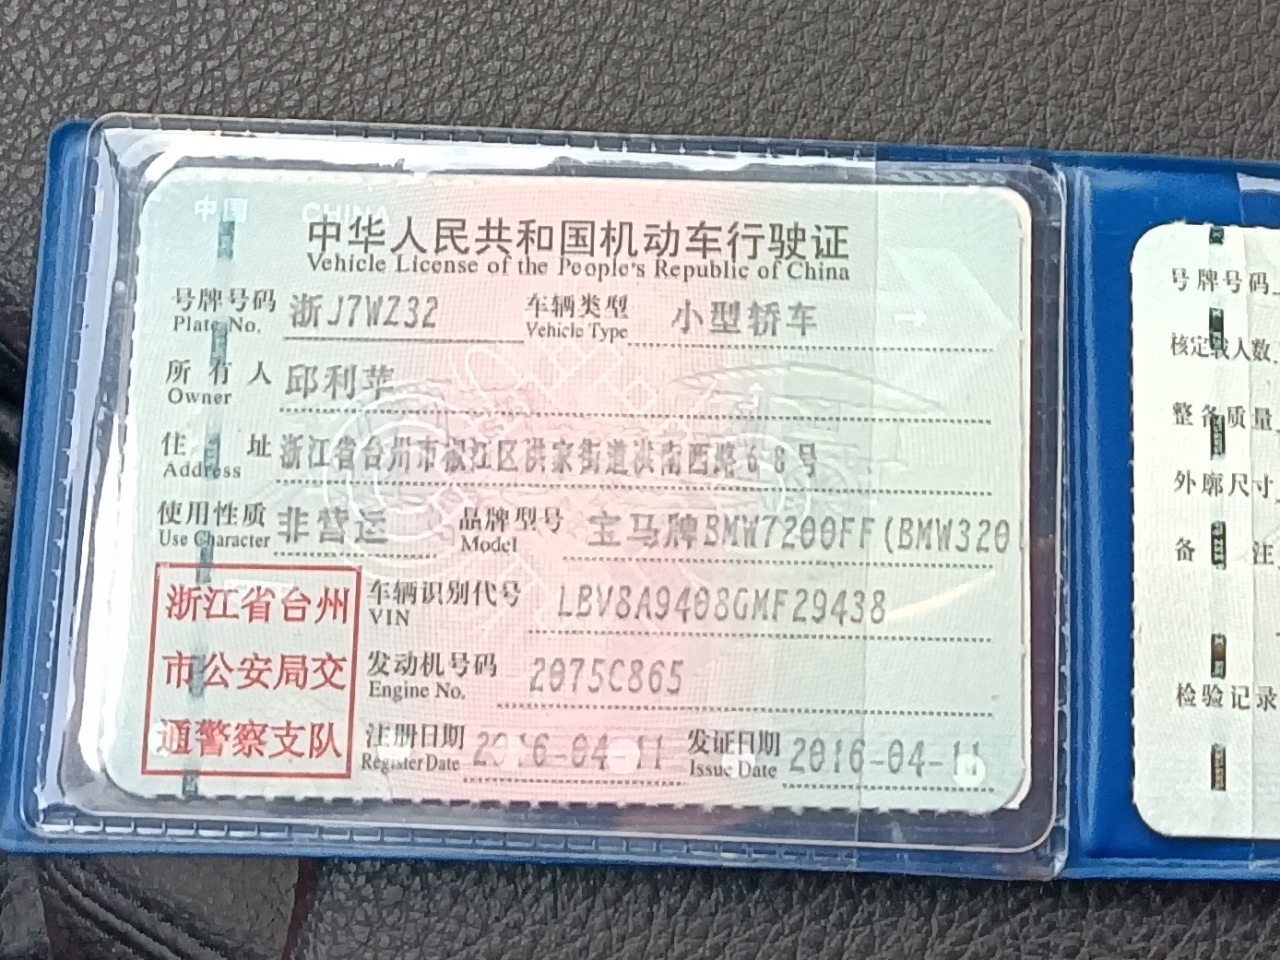 中国 CHINA
中华人民共和国机动车行驶证
Vehicle License of the People's Republic of China
号牌号码 浙J7WZ32 车辆类型 小型轿车
Plate No. Vehicle Type
所有人 邱利苹
Owner
住址 浙江省台州市椒江区洪家街道洪南西路68号
Address
使用性质 非营运 品牌型号 宝马牌BMW7200FF(BMW320
Use Character Model
浙江省台州
市公安局交
通警察支队
车辆识别代号 LBV8A9408GMF29438
VIN
发动机号码 2075C865
Engine No.
注册日期 2016-04-11 发证日期 2016-04-11
Register Date Issue Date
号牌号码
核定载人数
整备质量
外廓尺寸
备注
检验记录